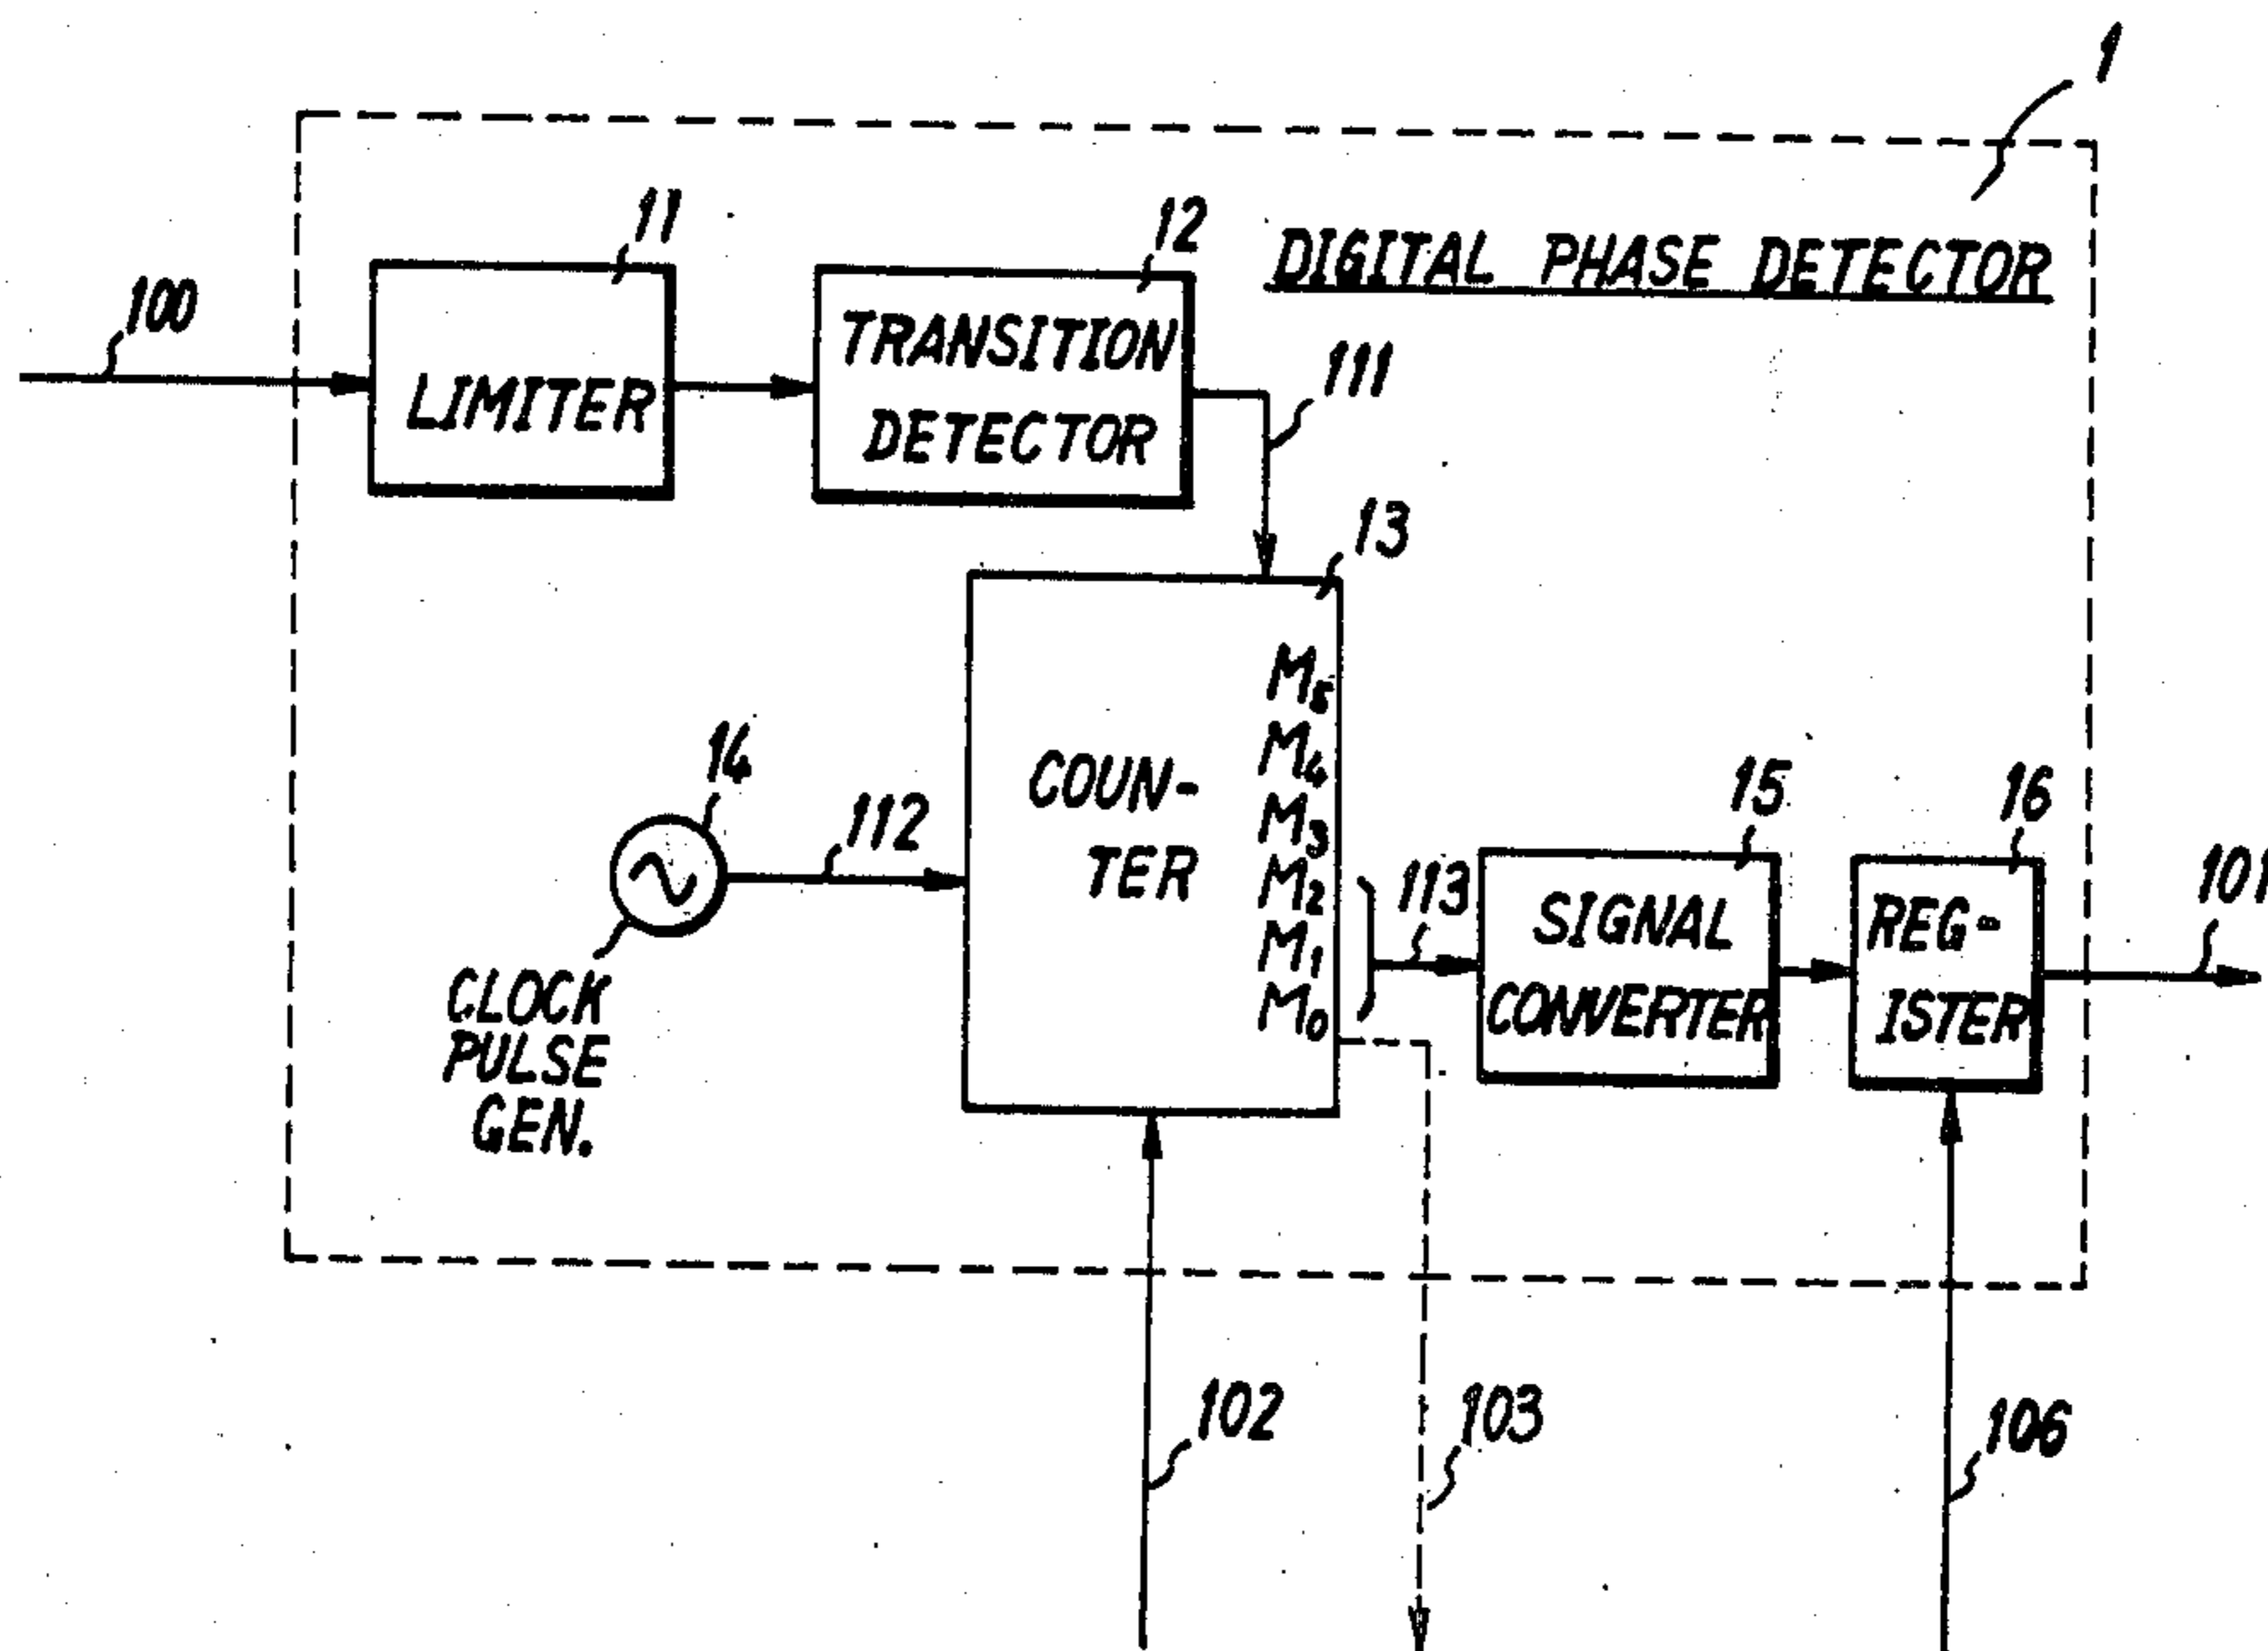 1
11
12
DIGITAL PHASE DETECTOR
100
TRANSITION
DETECTOR
LIMITER
111
13
M5
M4
M3
M2
M1
M0
COUN-
TER
14
112
CLOCK
PULSE
GEN.
113
15
SIGNAL
CONVERTER
16
REG-
ISTER
101
102
103
106